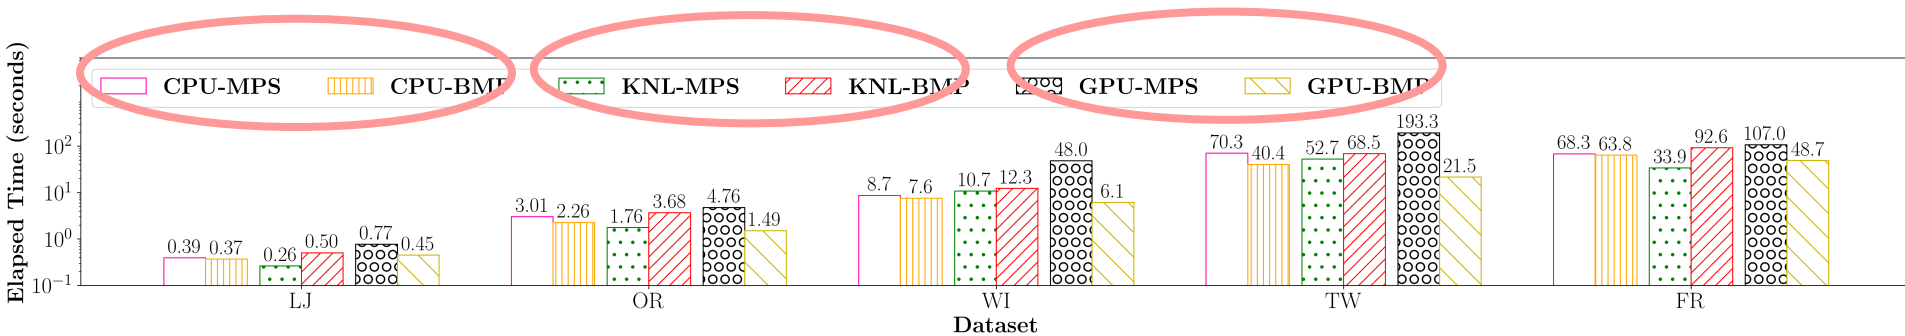 Elapsed Time (seconds)
CPU-MPS CPU-BMP KNL-MPS KNL-BMP GPU-MPS GPU-BMP
10² 10¹ 10⁰ 10⁻¹
0.39 0.37 0.26 0.50 0.77 0.45
3.01 2.26 1.76 3.68 4.76 1.49
8.7 7.6 10.7 12.3 48.0 6.1
70.3 40.4 52.7 68.5 193.3 21.5
68.3 63.8 33.9 92.6 107.0 48.7
LJ OR WI TW FR
Dataset